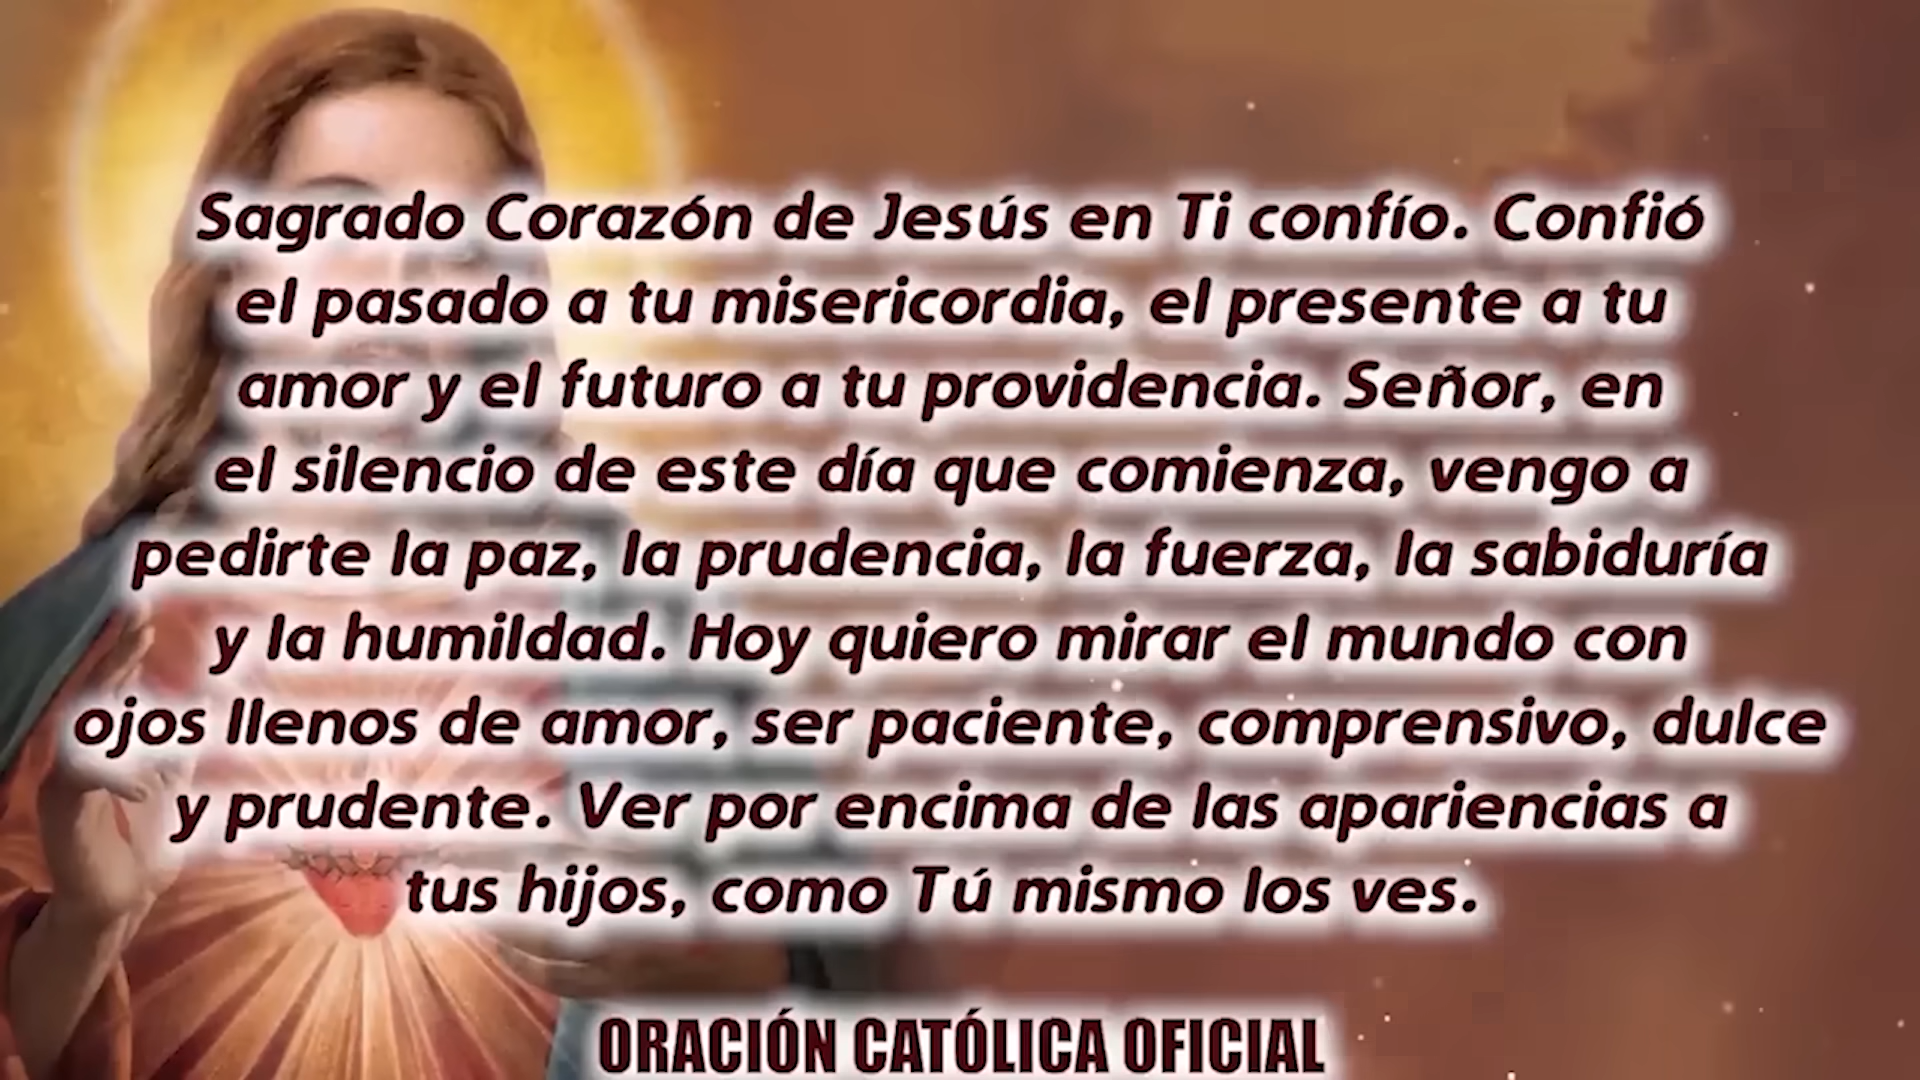 Sagrado Corazón de Jesús en Ti confío. Confió
el pasado a tu misericordia, el presente a tu
amor y el futuro a tu providencia. Señor, en
el silencio de este día que comienza, vengo a
pedirte la paz, la prudencia, la fuerza, la sabiduría
y la humildad. Hoy quiero mirar el mundo con
ojos llenos de amor, ser paciente, comprensivo, dulce
y prudente. Ver por encima de las apariencias a
tus hijos, como Tú mismo los ves.
ORACIÓN CATÓLICA OFICIAL